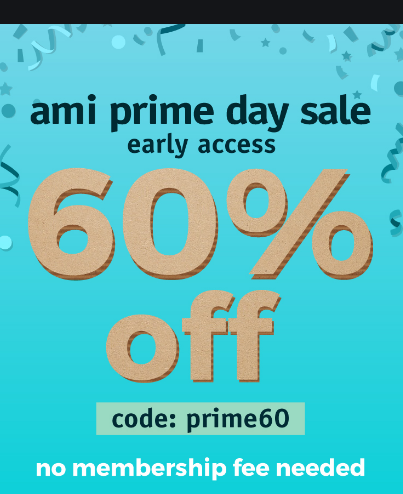 ami prime day sale
early access
60%
off
code: prime60
no membership fee needed